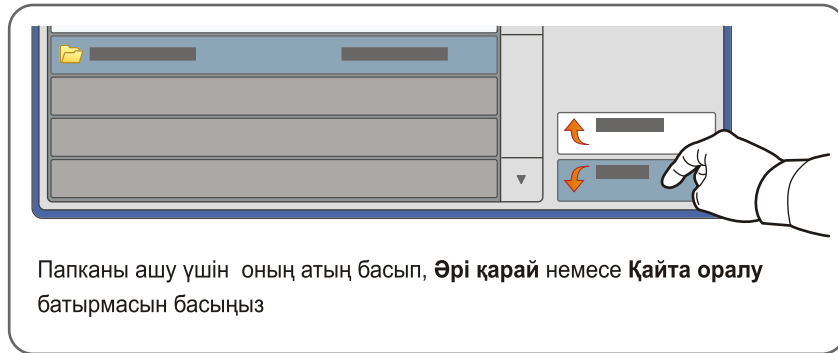 Папканы ашу үшін оның атың басып, Әрі қарай немесе Қайта оралу
батырмасын басыңыз